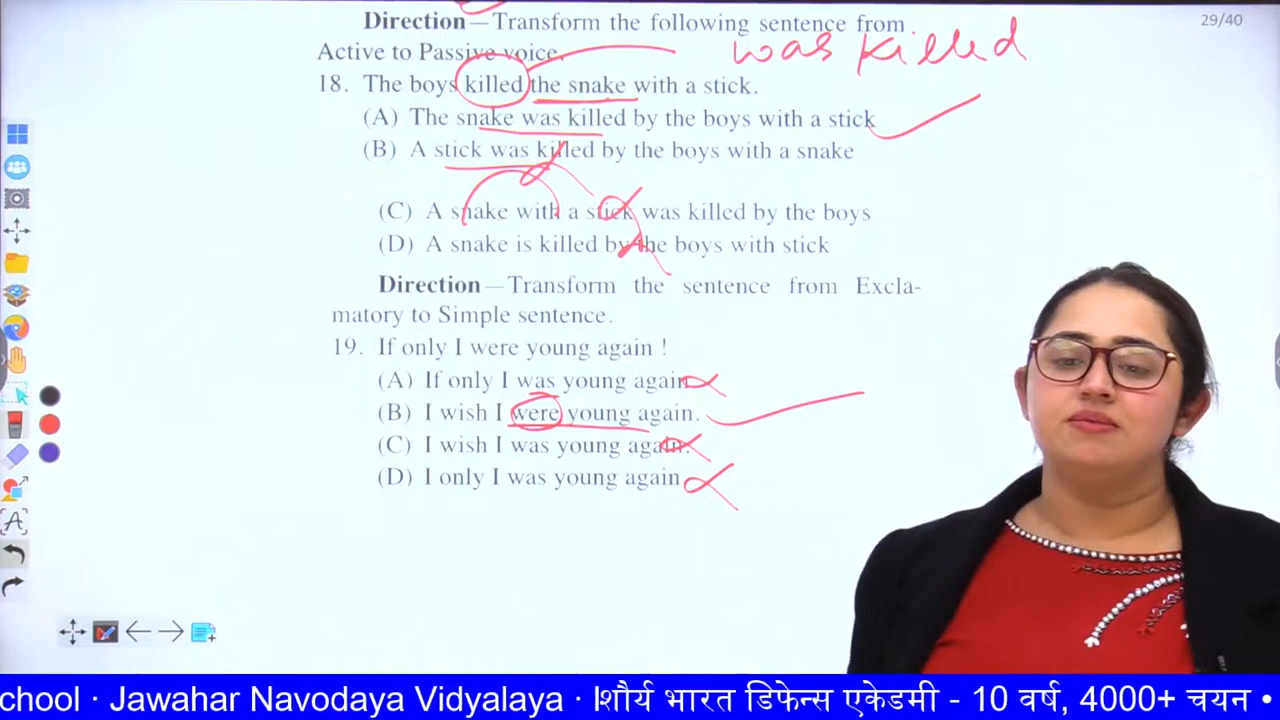 Direction—Transform the following sentence from
29/40
Active to Passive voice.
was killed
18. The boys killed the snake with a stick.
(A) The snake was killed by the boys with a stick
(B) A stick was killed by the boys with a snake
(C) A snake with a stick was killed by the boys
(D) A snake is killed by the boys with stick
Direction—Transform the sentence from Excla-
matory to Simple sentence.
19. If only I were young again !
(A) If only I was young again
(B) I wish I were young again.
(C) I wish I was young again.
(D) I only I was young again
chool · Jawahar Navodaya Vidyalaya · शौर्य भारत डिफेन्स एकेडमी - 10 वर्ष, 4000+ चयन •